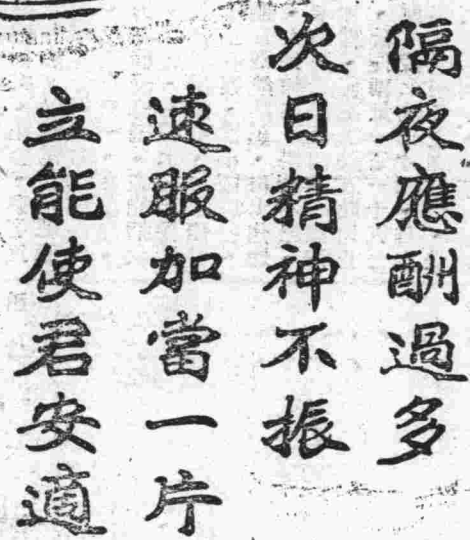 隔夜應酬過多
次日精神不振
速服加當一片
立能使君安適